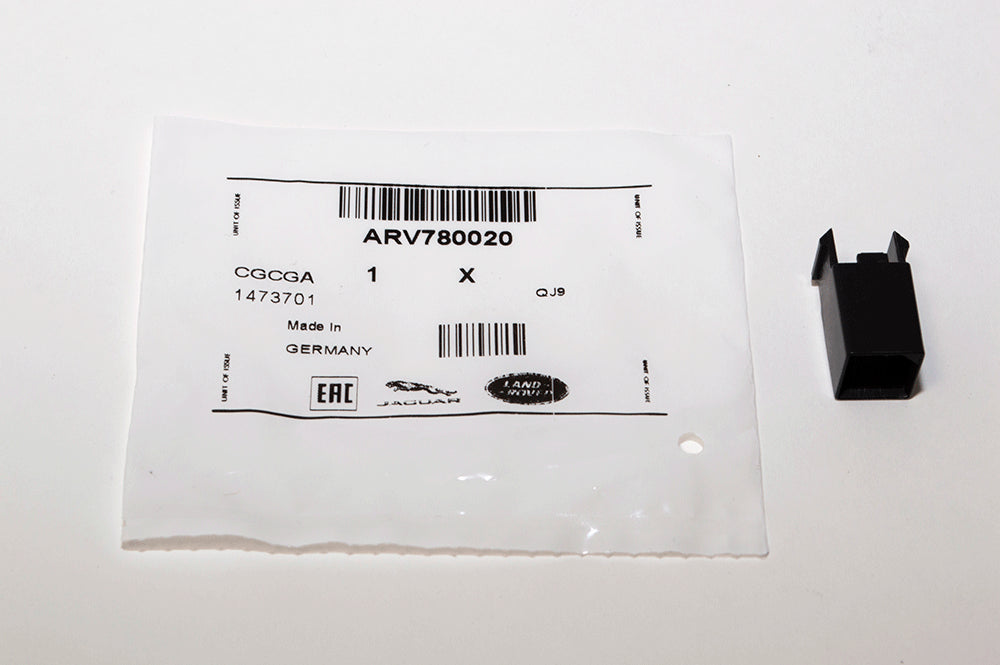 UNIT OF ISSUE
UNIT OF ISSUE
ARV780020
CGCGA 1 X
1473701 QJ9
Made In
GERMANY
UNIT OF ISSUE
UNIT OF ISSUE
EAC JAGUAR LAND ROVER